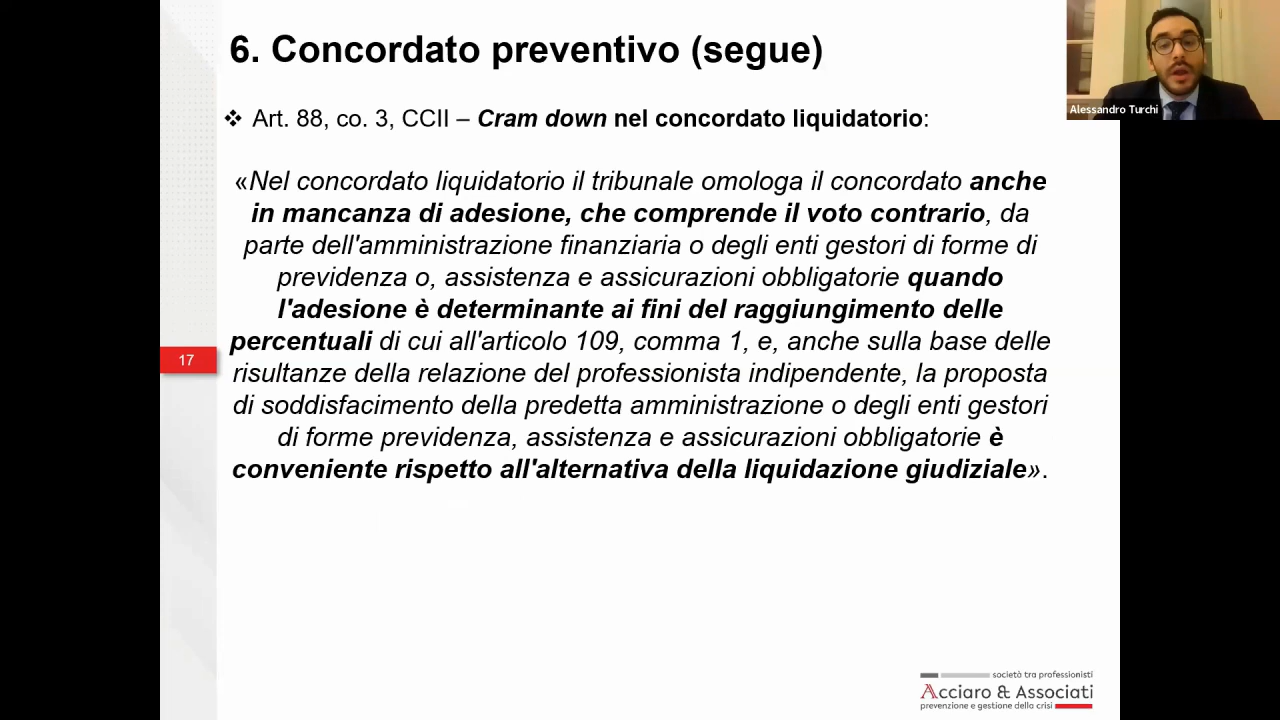 6. Concordato preventivo (segue)
Alessandro Turchi
❖ Art. 88, co. 3, CCII – Cram down nel concordato liquidatorio:
«Nel concordato liquidatorio il tribunale omologa il concordato anche
in mancanza di adesione, che comprende il voto contrario, da
parte dell'amministrazione finanziaria o degli enti gestori di forme di
previdenza o, assistenza e assicurazioni obbligatorie quando
l'adesione è determinante ai fini del raggiungimento delle
percentuali di cui all'articolo 109, comma 1, e, anche sulla base delle
risultanze della relazione del professionista indipendente, la proposta
di soddisfacimento della predetta amministrazione o degli enti gestori
di forme previdenza, assistenza e assicurazioni obbligatorie è
conveniente rispetto all'alternativa della liquidazione giudiziale».
17
società tra professionisti
Acciaro & Associati
prevenzione e gestione della crisi